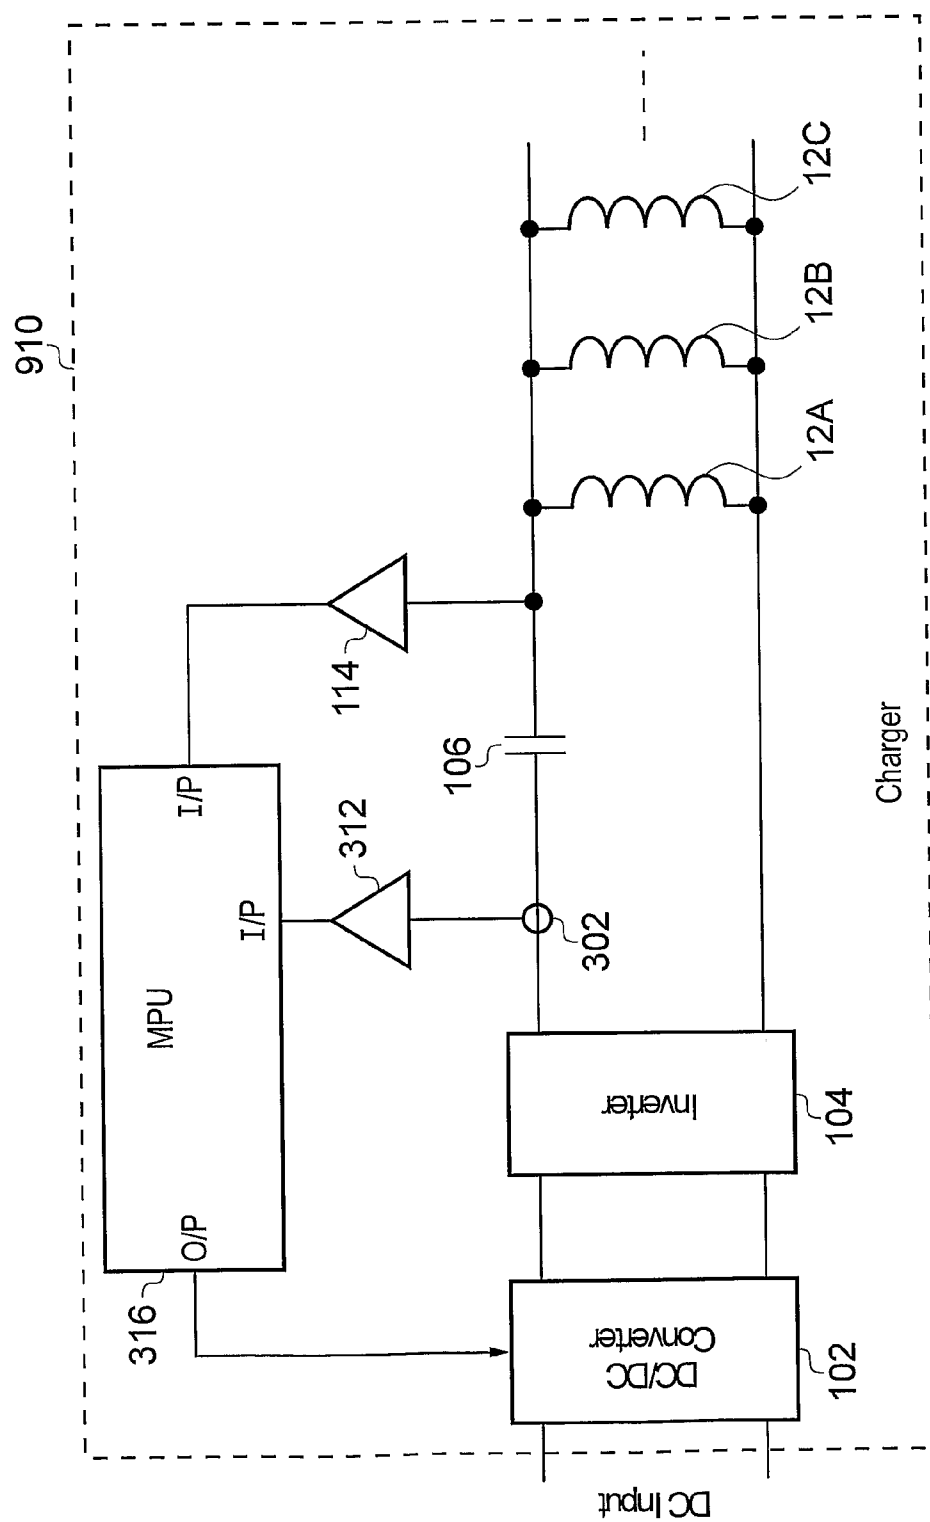 910
MPU
O/P
I/P
I/P
316
312
114
302
106
DC Input
DC/DC
Converter
102
Inverter
104
12A
12B
12C
Charger